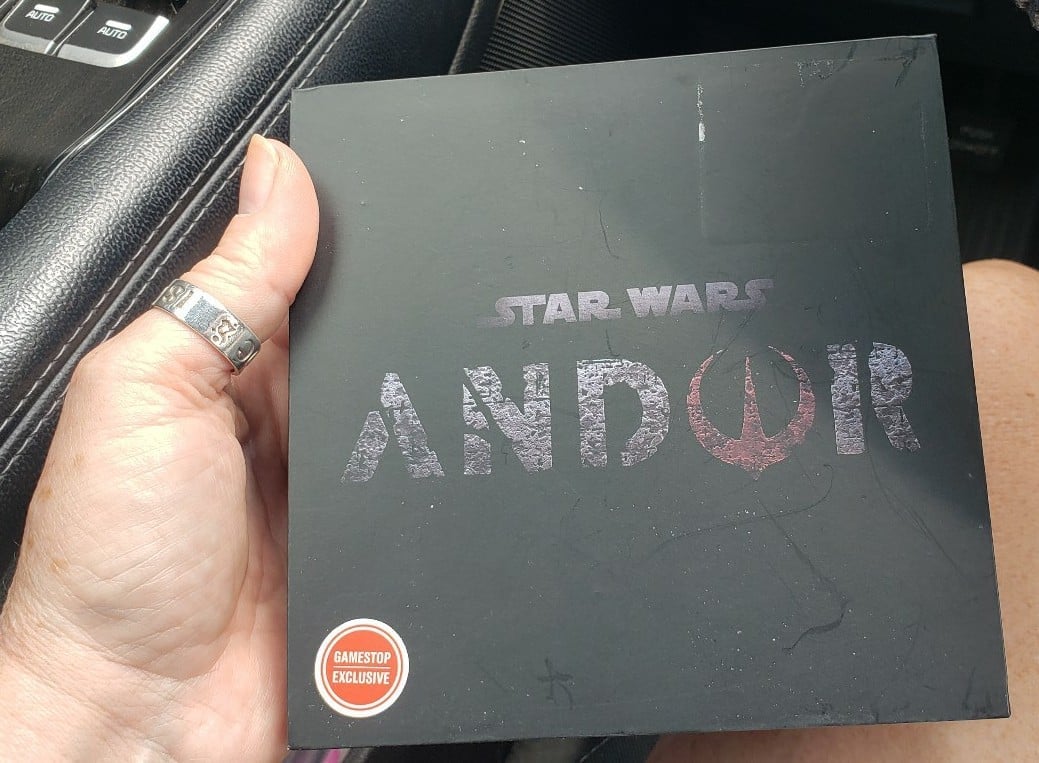 AUTO
AUTO
STAR WARS
ANDOR
GAMESTOP
EXCLUSIVE